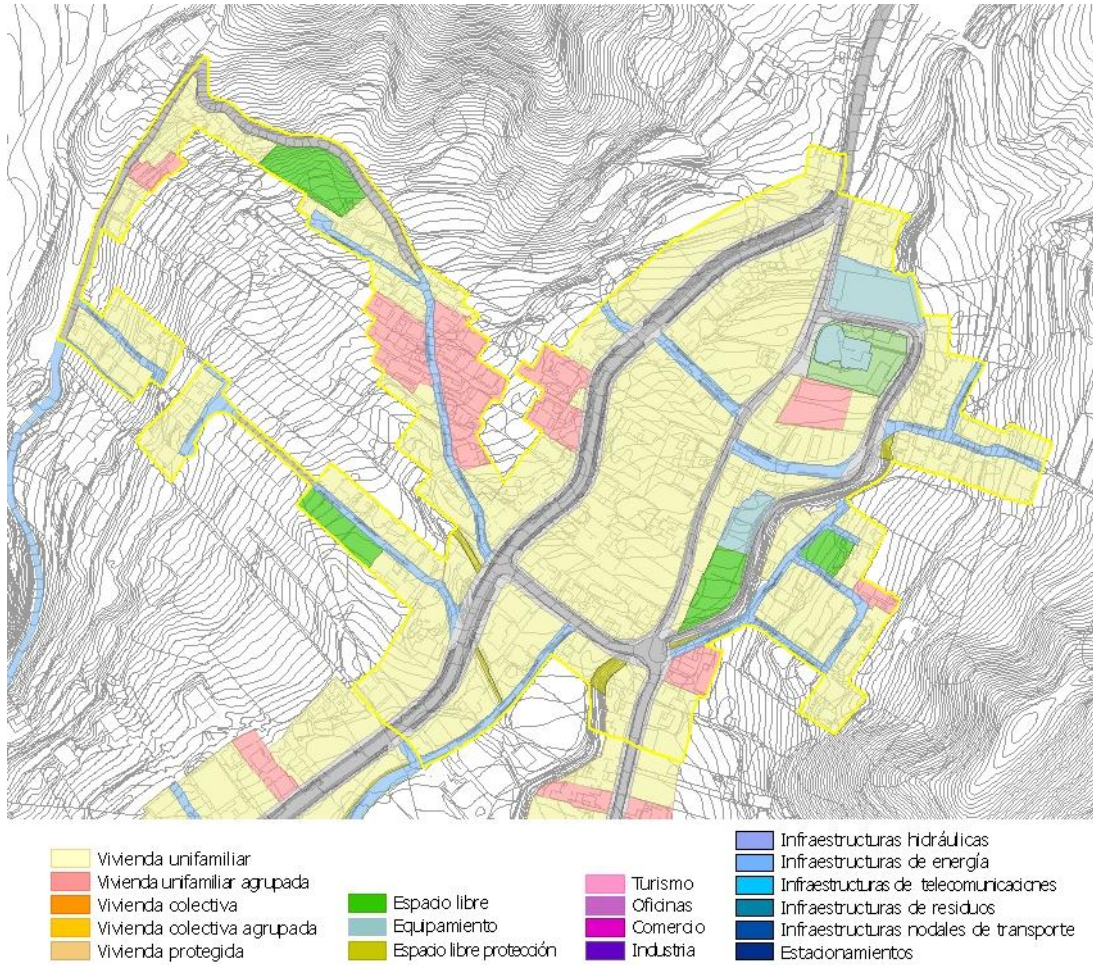 Vivienda unifamiliar
Vivienda unifamiliar agrupada
Vivienda colectiva
Vivienda colectiva agrupada
Vivienda protegida
Espacio libre
Equipamiento
Espacio libre protección
Turismo
Oficinas
Comercio
Industria
Infraestructuras hidráulicas
Infraestructuras de energía
Infraestructuras de telecomunicaciones
Infraestructuras de residuos
Infraestructuras nodales de transporte
Estacionamientos